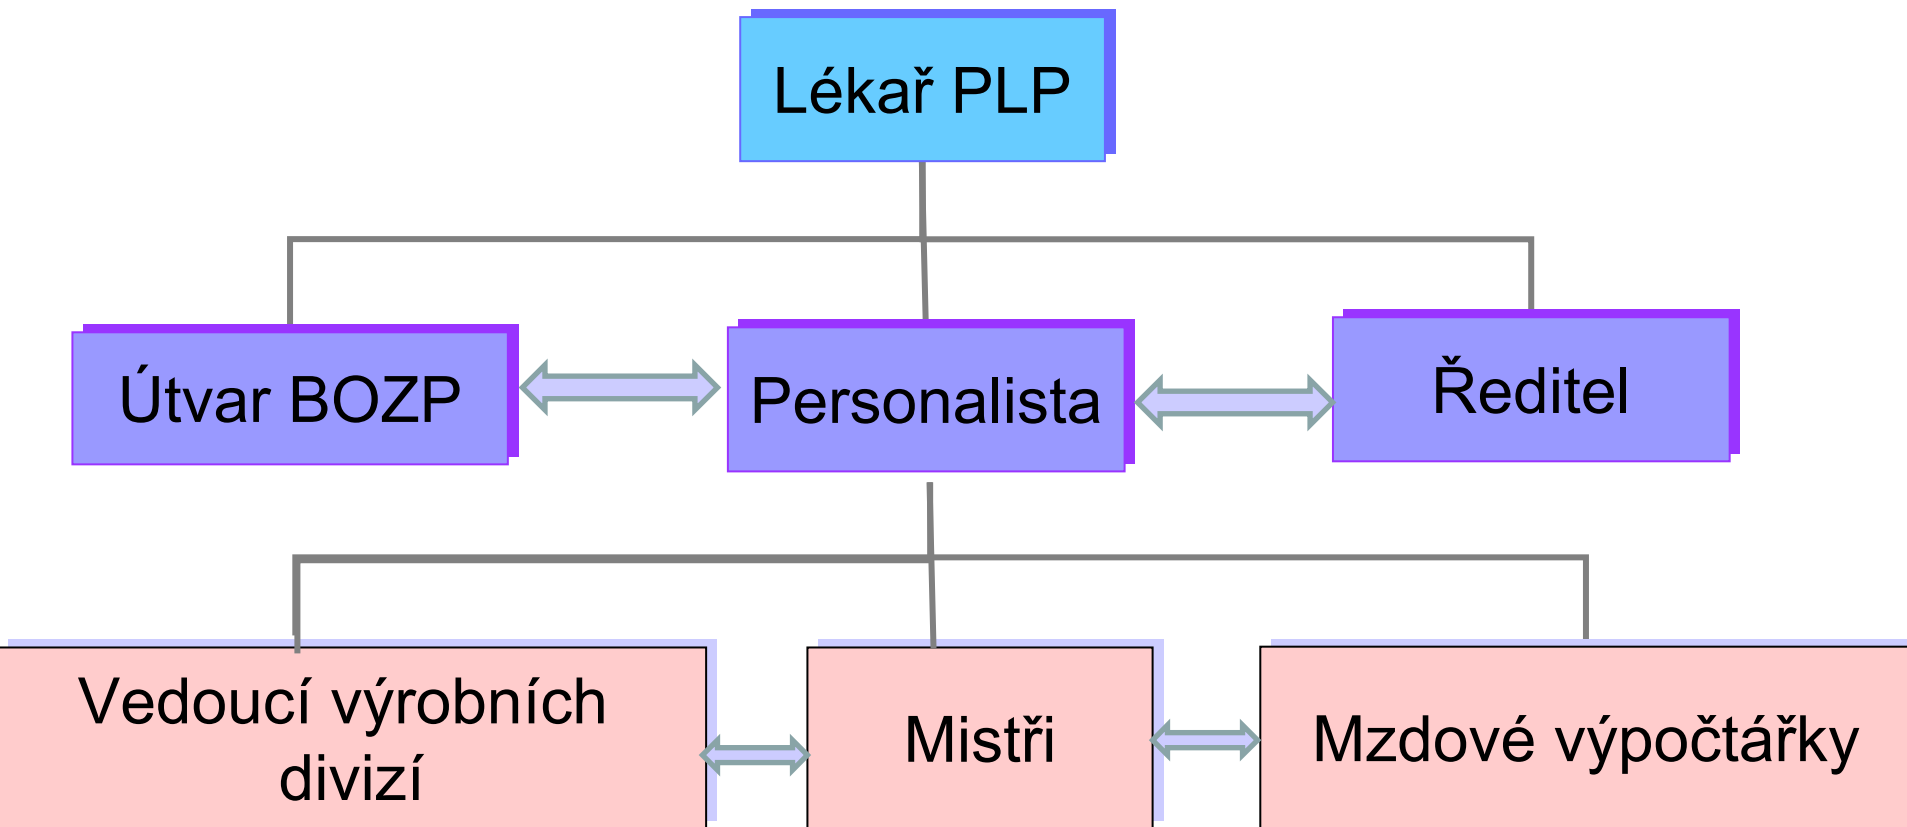 Lékař PLP
Útvar BOZP
Personalista
Ředitel
Vedoucí výrobních
divizí
Mistři
Mzdové výpočtářky